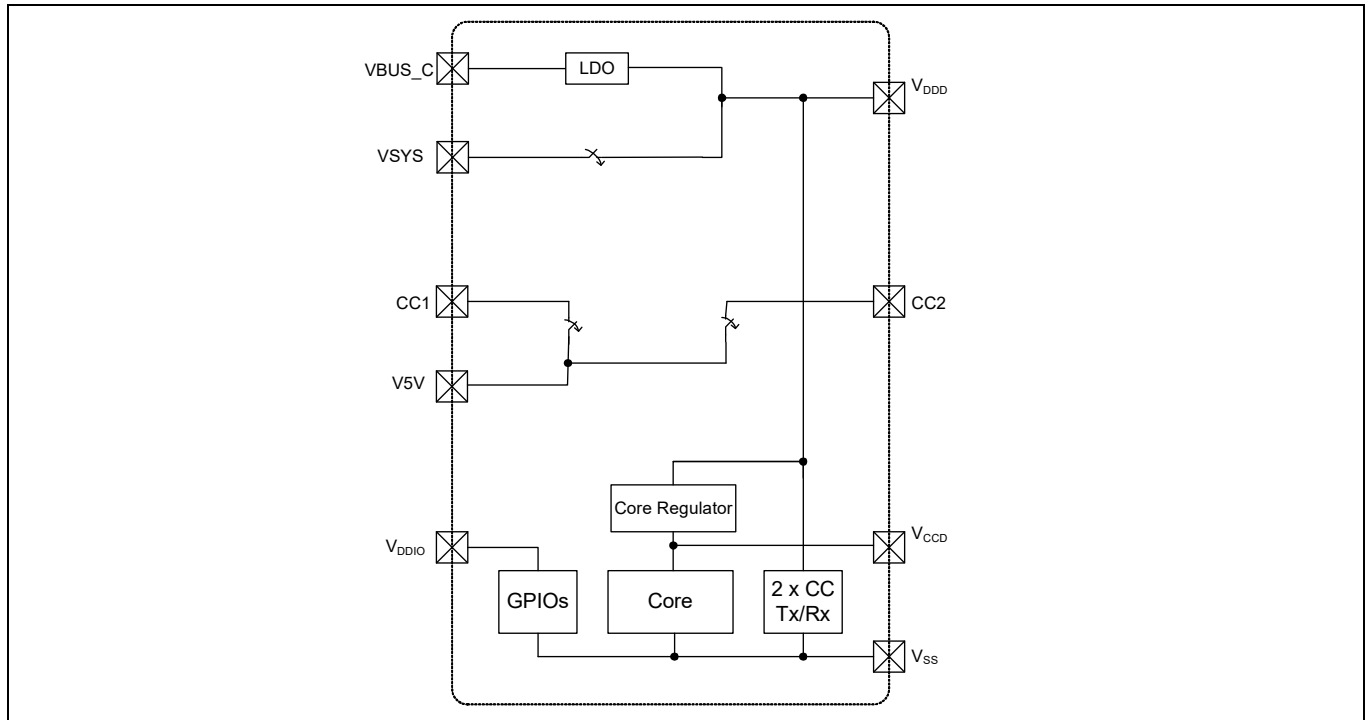 VBUS_C
LDO
VDDD
VSYS
CC1
CC2
V5V
Core Regulator
VDDIO
VCCD
GPIOs
Core
2 x CC
Tx/Rx
VSS